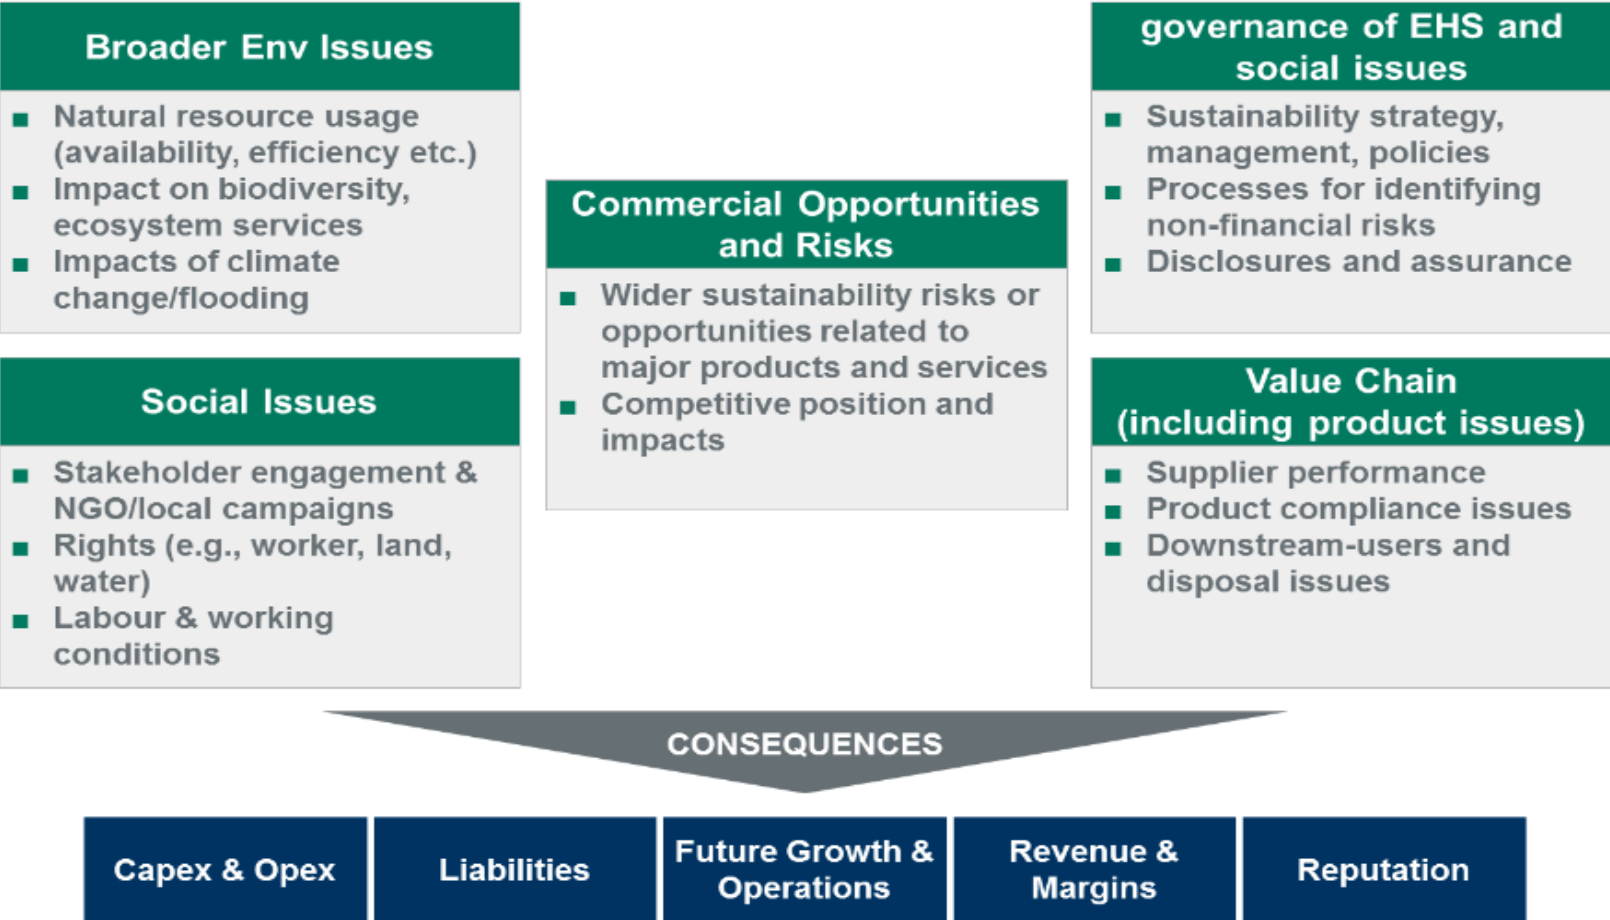 Broader Env Issues
Natural resource usage
(availability, efficiency etc.)
Impact on biodiversity,
ecosystem services
Impacts of climate
change/flooding
Social Issues
Stakeholder engagement &
NGO/local campaigns
Rights (e.g., worker, land,
water)
Labour & working
conditions
Commercial Opportunities
and Risks
Wider sustainability risks or
opportunities related to
major products and services
Competitive position and
impacts
governance of EHS and
social issues
Sustainability strategy,
management, policies
Processes for identifying
non-financial risks
Disclosures and assurance
Value Chain
(including product issues)
Supplier performance
Product compliance issues
Downstream-users and
disposal issues
CONSEQUENCES
Capex & Opex
Liabilities
Future Growth &
Operations
Revenue &
Margins
Reputation